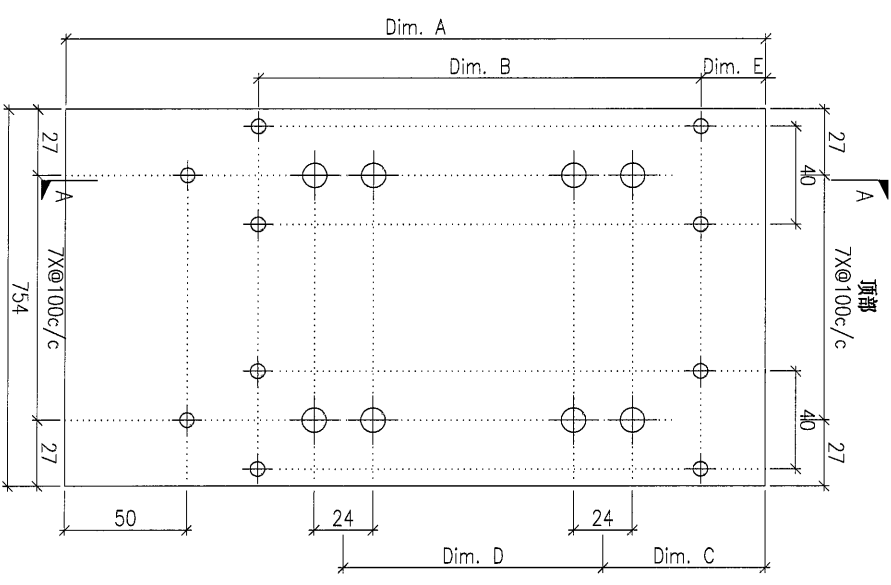 Dim. A
Dim. B
Dim. E
27
27
40
A
A
7X@100c/c
754
顶部
7X@100c/c
40
27
27
50
24
24
Dim. D
Dim. C